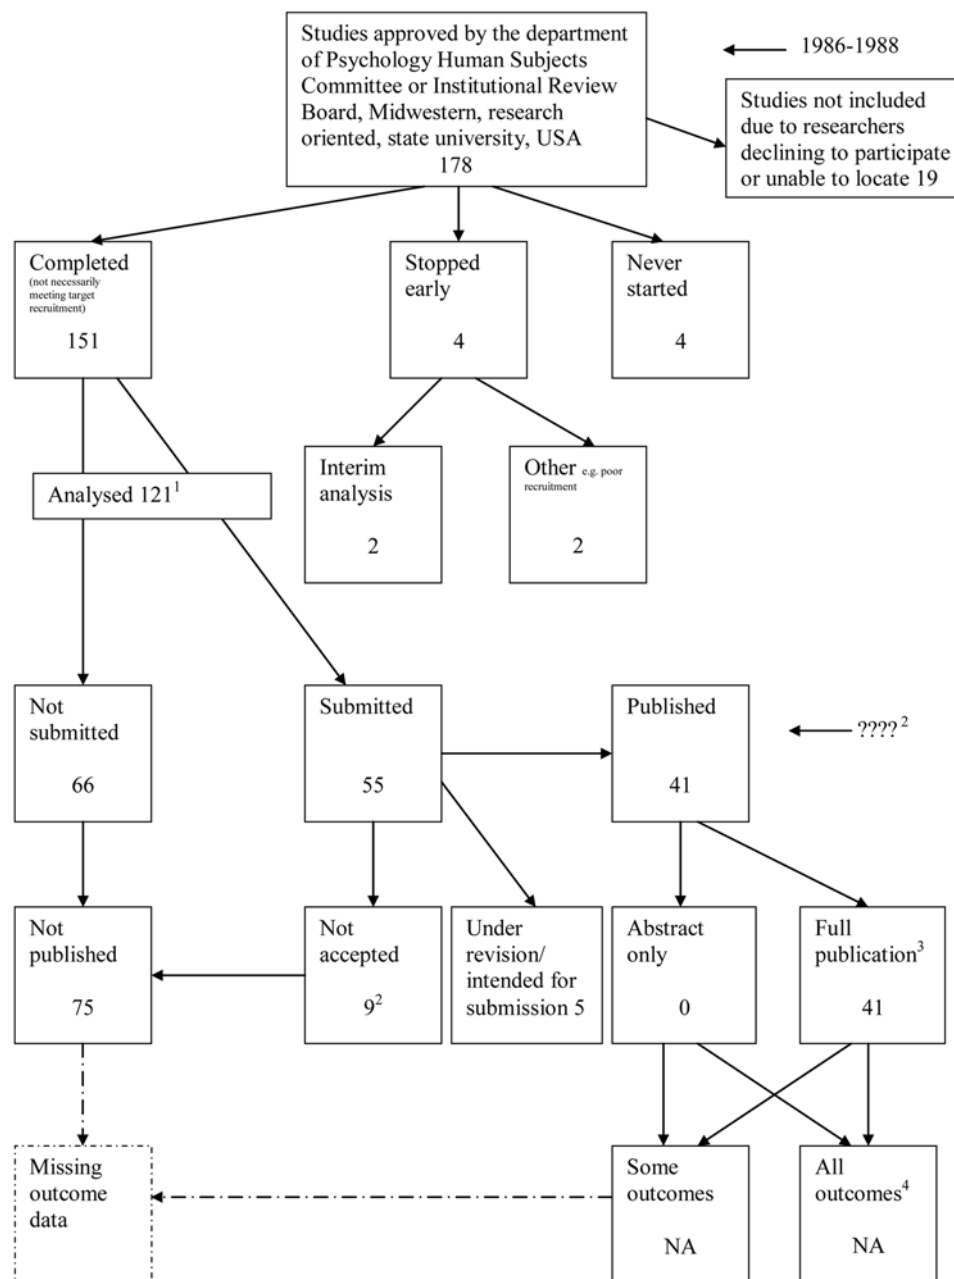 Studies approved by the department
of Psychology Human Subjects
Committee or Institutional Review
Board, Midwestern, research
oriented, state university, USA
178
1986-1988
Studies not included
due to researchers
declining to participate
or unable to locate 19
Completed
(not necessarily
meeting target
recruitment)
151
Stopped
early
4
Never
started
4
Interim
analysis
2
Other e.g. poor
recruitment
2
Analysed 121¹
Not
submitted
66
Submitted
55
Published
41
????²
Not
published
75
Not
accepted
9²
Under
revision/
intended for
submission 5
Abstract
only
0
Full
publication³
41
Missing
outcome
data
Some
outcomes
NA
All
outcomes⁴
NA